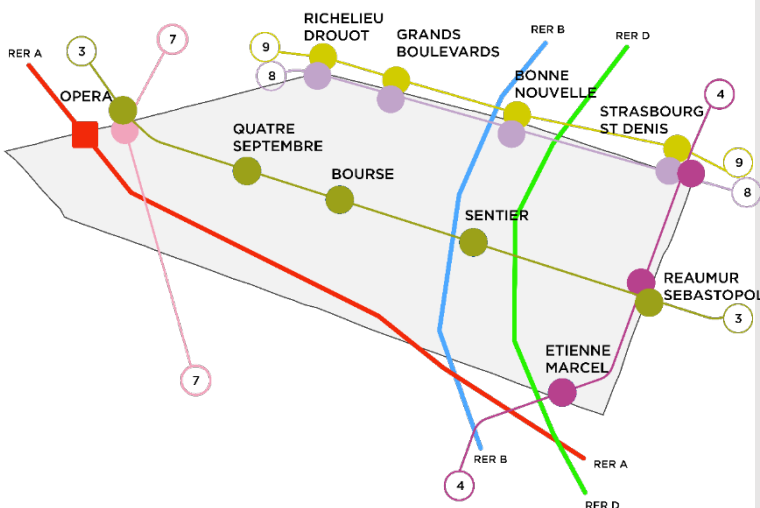 RICHELIEU
DROUOT
GRANDS
BOULEVARDS
RER B
RER D
7
3
9
RER A
8
BONNE
NOUVELLE
4
OPERA
STRASBOURG
ST DENIS
QUATRE
SEPTEMBRE
9
BOURSE
8
SENTIER
REAUMUR
SEBASTOPOL
3
ETIENNE
MARCEL
7
RER B
RER A
4
RER D